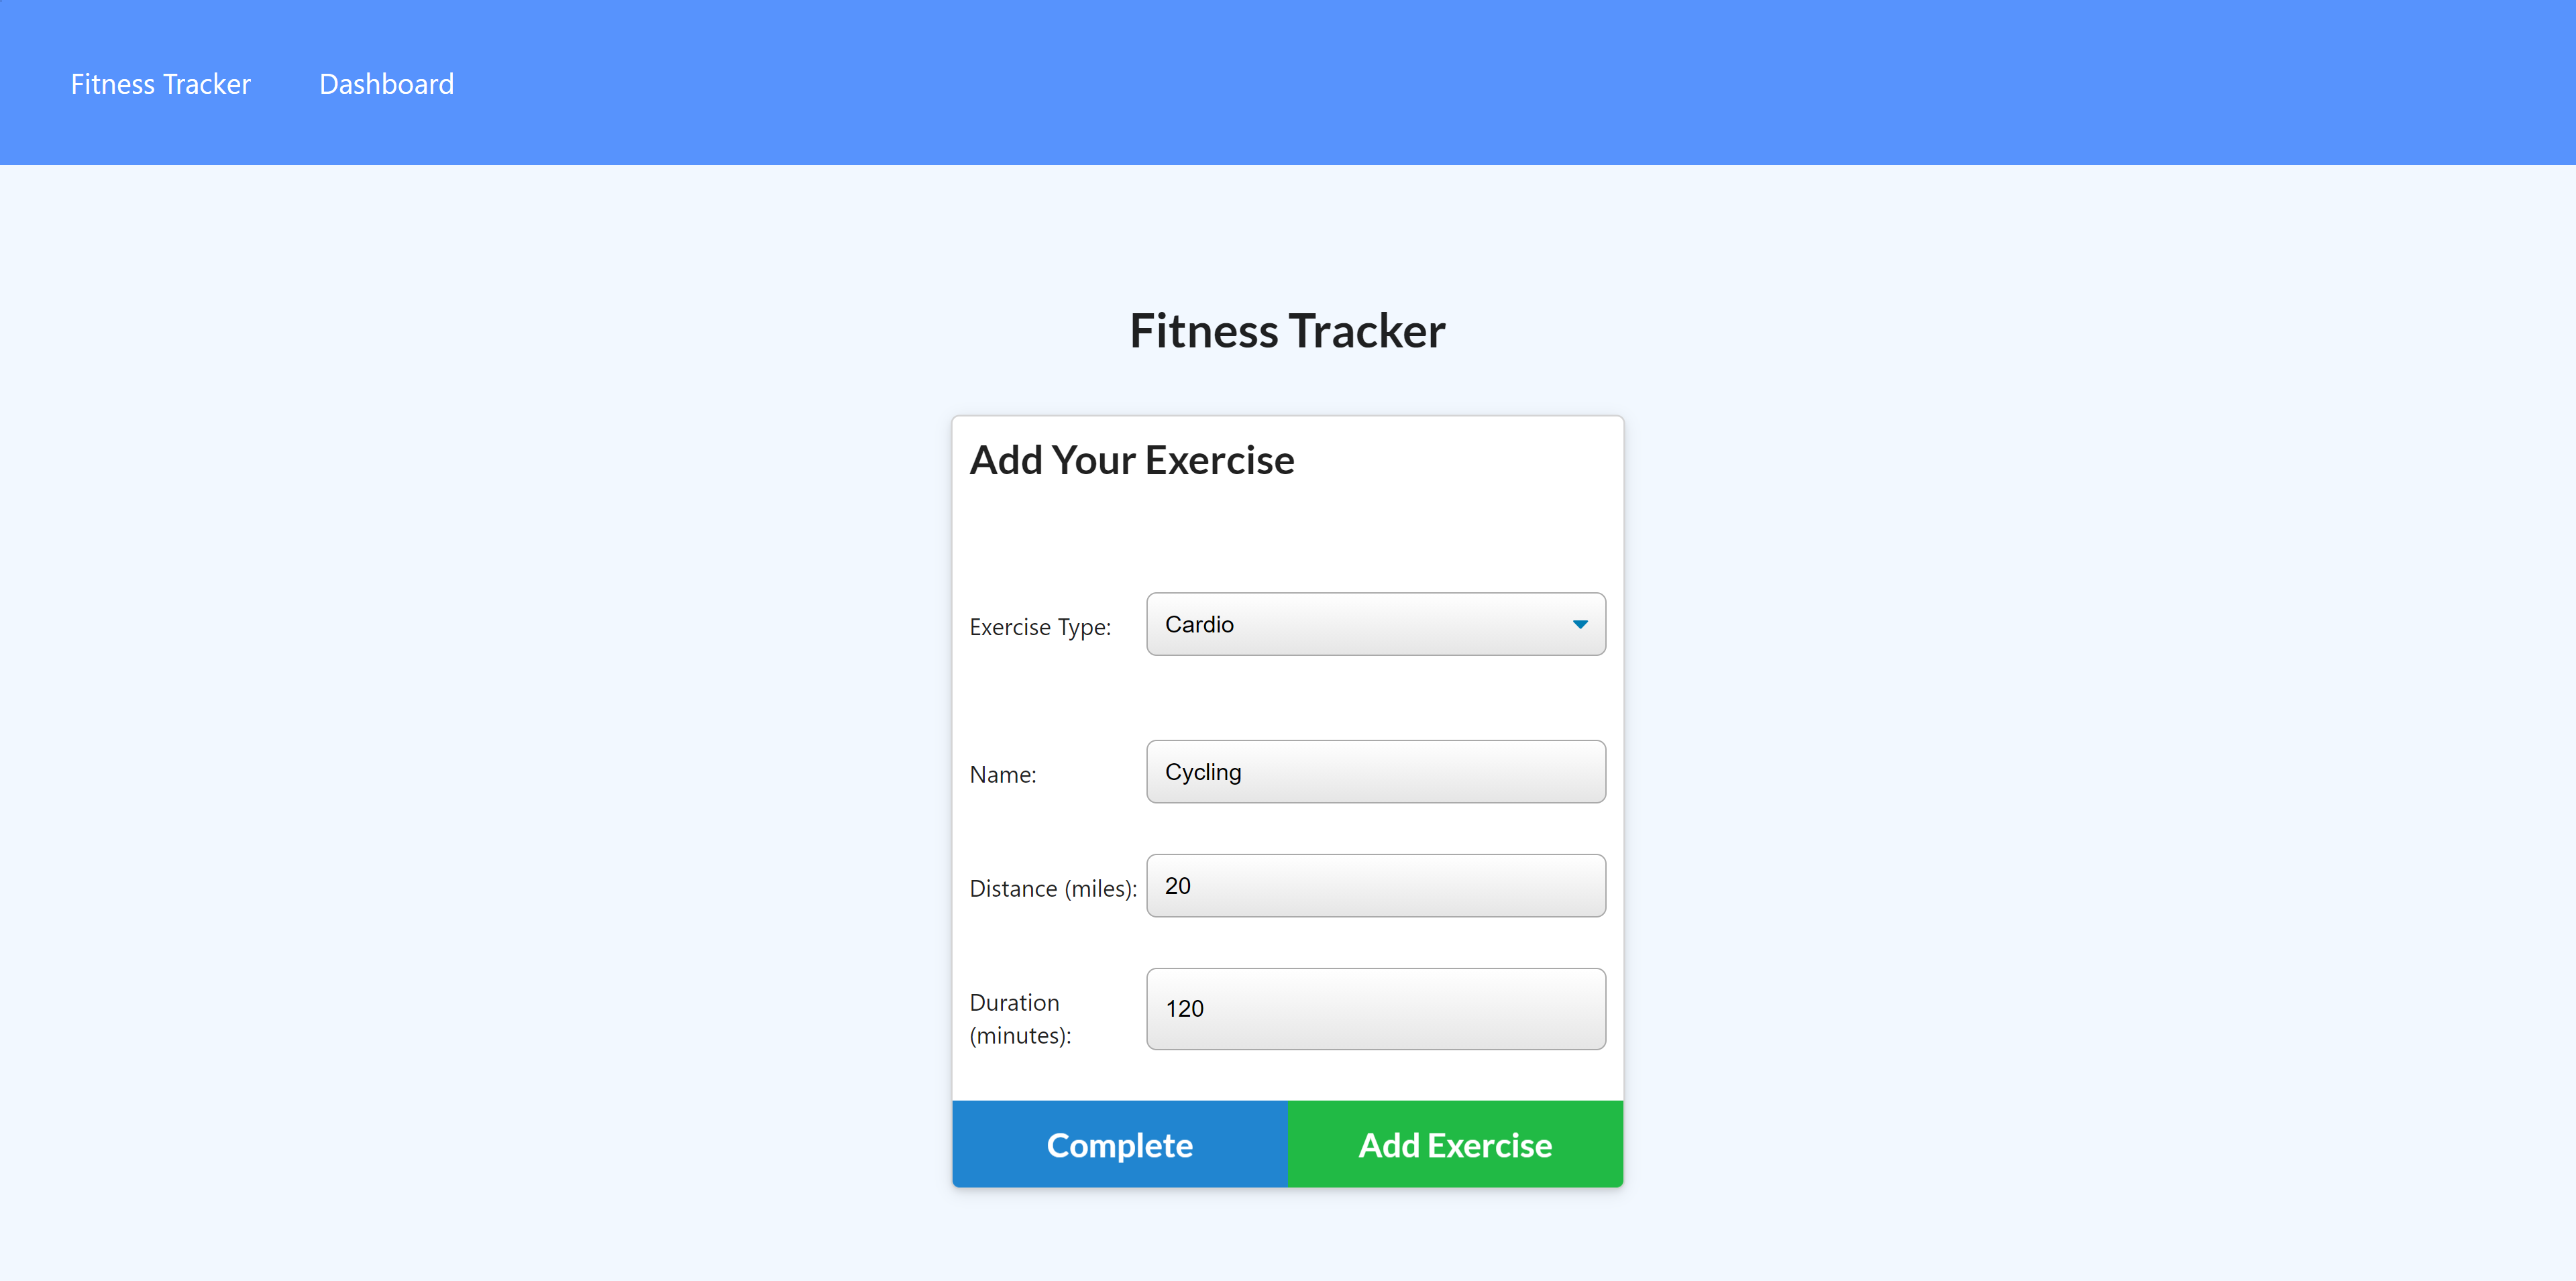 Fitness Tracker Dashboard
Fitness Tracker
Add Your Exercise
Exercise Type: Cardio
Name: Cycling
Distance (miles): 20
Duration
(minutes): 120
Complete Add Exercise